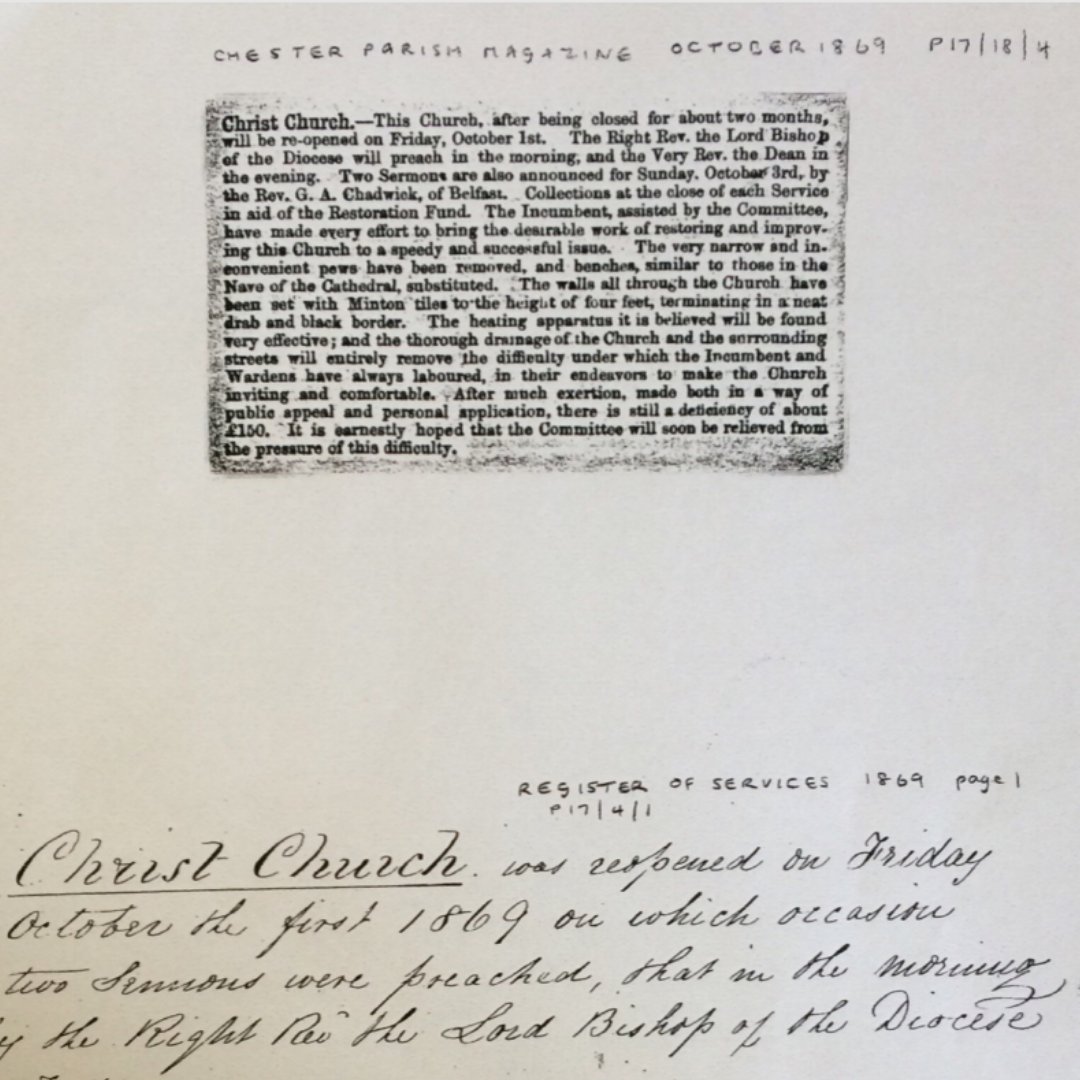 CHESTER PARISH MAGAZINE OCTOBER 1869 P17/18/4
Christ Church.—This Church, after being closed for about two months,
will be re-opened on Friday, October 1st. The Right Rev. the Lord Bishop
of the Diocese will preach in the morning, and the Very Rev. the Dean in
the evening. Two Sermons are also announced for Sunday. October 3rd, by
the Rev. G. A. Chadwick, of Belfast. Collections at the close of each Service
in aid of the Restoration Fund. The Incumbent, assisted by the Committee,
have made every effort to bring the desirable work of restoring and improv-
ing this Church to a speedy and successful issue. The very narrow and in-
convenient pews have been removed, and benches, similar to those in the
Nave of the Cathedral, substituted. The walls all through the Church have
been set with Minton tiles to the height of four feet, terminating in a neat
drab and black border. The heating apparatus it is believed will be found
very effective; and the thorough drainage of the Church and the surrounding
streets will entirely remove the difficulty under which the Incumbent and
Wardens have always laboured, in their endeavors to make the Church
inviting and comfortable. After much exertion, made both in a way of
public appeal and personal application, there is still a deficiency of about
£150. It is earnestly hoped that the Committee will soon be relieved from
the pressure of this difficulty.
REGISTER OF SERVICES 1869 page 1
P17/4/1
Christ Church. was reopened on Friday
October the first 1869 on which occasion
two Sermons were preached, that in the morning
by the Right Rev the Lord Bishop of the Diocese